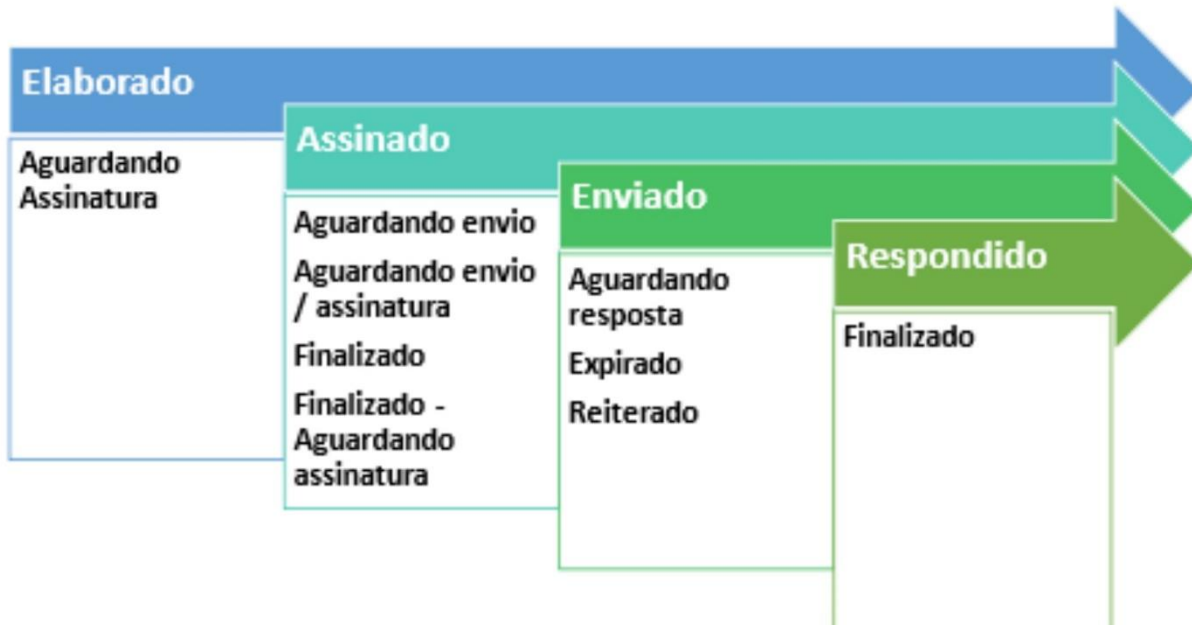 Elaborado
Aguardando
Assinatura
Assinado
Aguardando envio
Aguardando envio
/ assinatura
Finalizado
Finalizado -
Aguardando
assinatura
Enviado
Aguardando
resposta
Expirado
Reiterado
Respondido
Finalizado